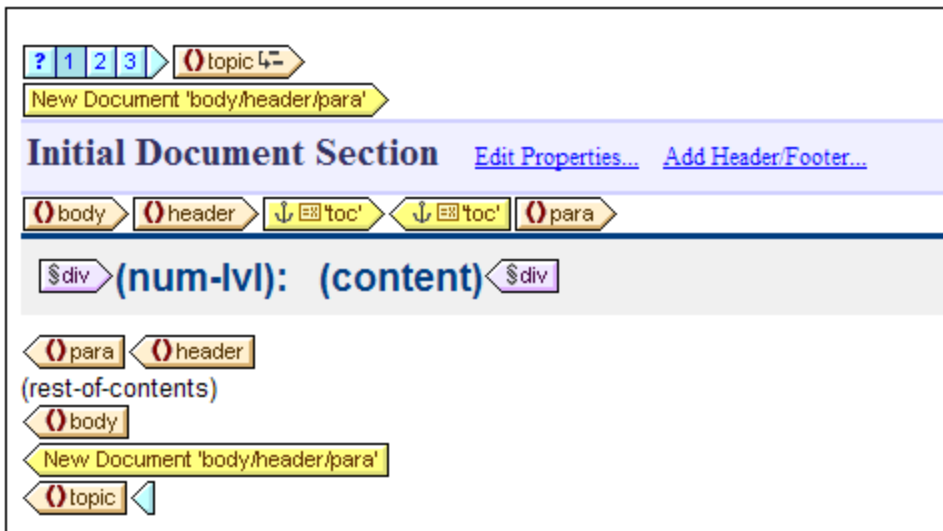 ? 1 2 3 ()topic
New Document 'body/header/para'
Initial Document Section Edit Properties... Add Header/Footer...
()body ()header 'toc' 'toc' ()para
§div (num-lvl): (content) §div
()para ()header
(rest-of-contents)
()body
New Document 'body/header/para'
()topic